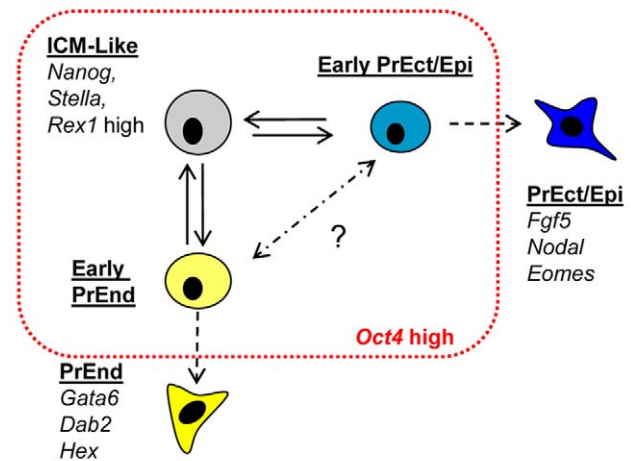 ICM-Like
Nanog,
Stella,
Rex1 high
Early PrEct/Epi
PrEct/Epi
Fgf5
Nodal
Eomes
?
Early
PrEnd
Oct4 high
PrEnd
Gata6
Dab2
Hex